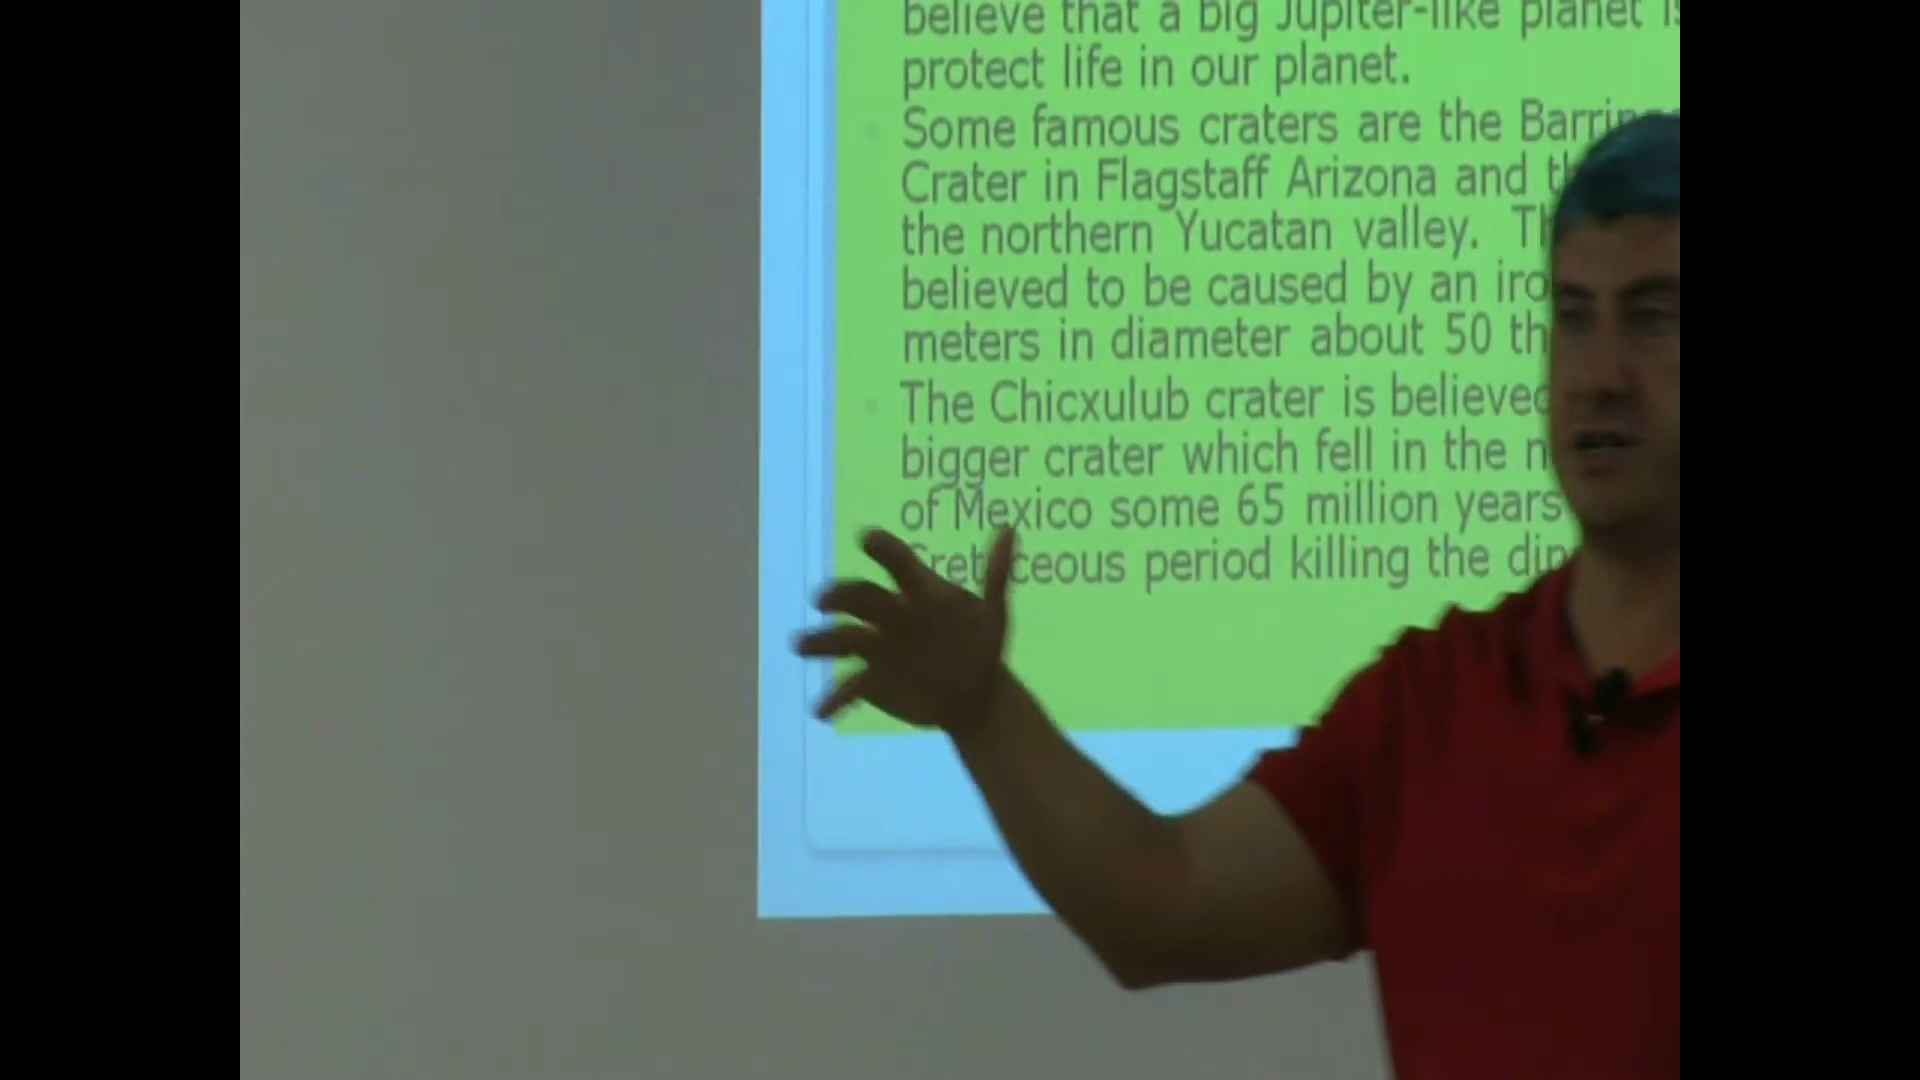 believe that a big Jupiter-like planet
protect life in our planet.
Some famous craters are the
Crater in Flagstaff Arizona and
the northern Yucatan valley.
believed to be caused by an
meters in diameter about 50
The Chicxulub crater is believed
bigger crater which fell in the
of Mexico some 65 million years
Cretaceous period killing the